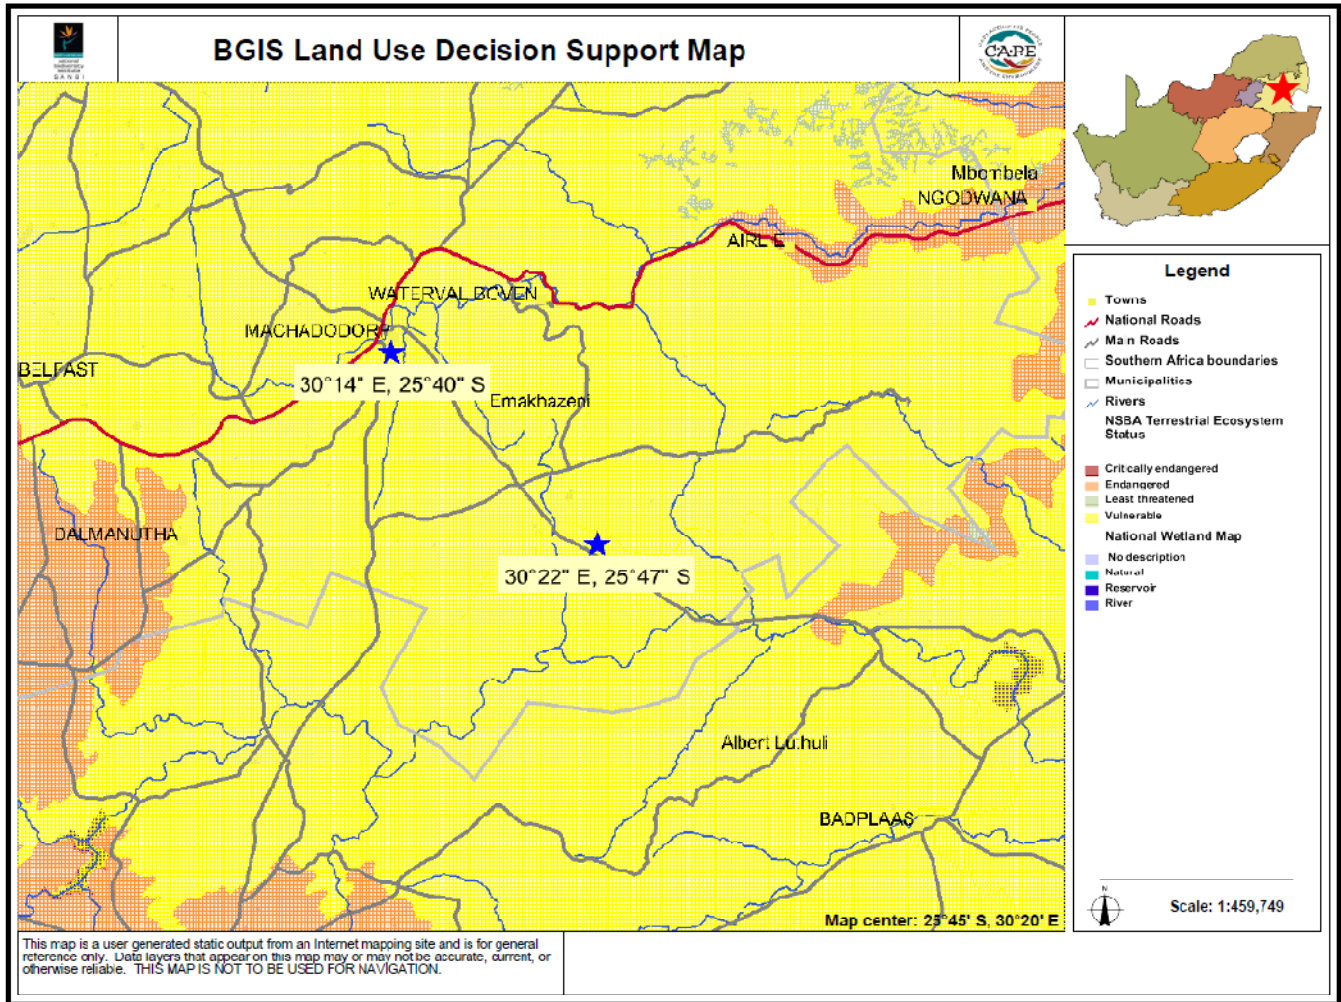 BGIS Land Use Decision Support Map
SANBI
CAPE
Mbombela
NGODWANA
AIRLIE
WATERVAL BOVEN
MACHADODORP
BELFAST
30°14" E, 25°40" S
Emakhazeni
DALMANUTHA
30°22" E, 25°47" S
Albert Luthuli
BADPLAAS
Map center: 25°45' S, 30°20' E
Legend
Towns
National Roads
Main Roads
Southern Africa boundaries
Municipalities
Rivers
NSBA Terrestrial Ecosystem
Status
Critically endangered
Endangered
Least threatened
Vulnerable
National Wetland Map
No description
Natural
Reservoir
River
N
Scale: 1:459,749
This map is a user generated static output from an Internet mapping site and is for general
reference only. Data layers that appear on this map may or may not be accurate, current, or
otherwise reliable. THIS MAP IS NOT TO BE USED FOR NAVIGATION.